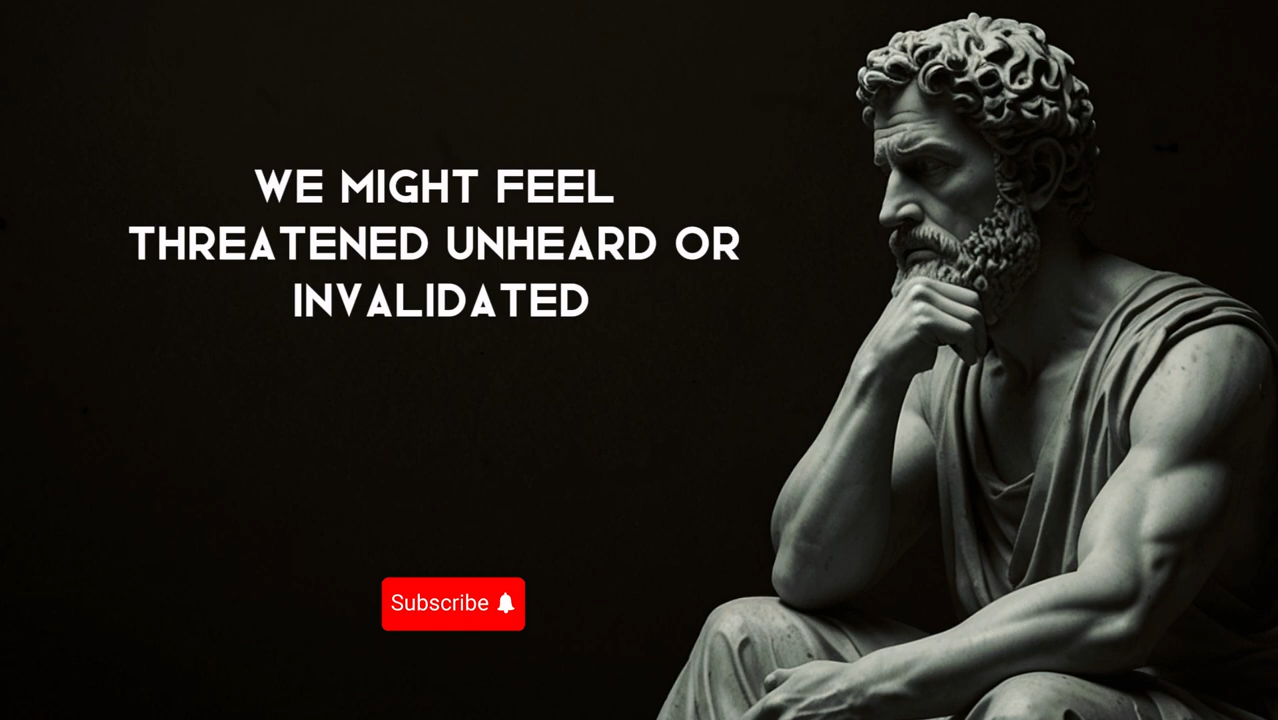 WE MIGHT FEEL
THREATENED UNHEARD OR
INVALIDATED
Subscribe